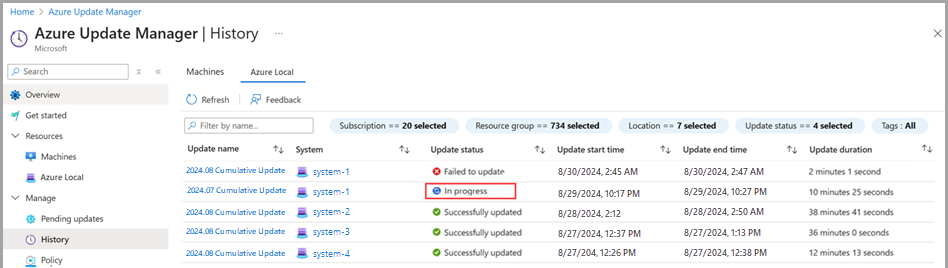 Home > Azure Update Manager
Azure Update Manager | History ...
Microsoft
Search
Machines Azure Local
Overview
Refresh Feedback
Get started
Filter by name... Subscription == 20 selected Resource group == 734 selected Location == 7 selected Update status == 4 selected Tags : All
Resources
Update name System Update status Update start time Update end time Update duration
Machines
2024.08 Cumulative Update system-1 Failed to update 8/30/2024, 2:45 AM 8/30/2024, 2:47 AM 2 minutes 1 second
Azure Local
2024.07 Cumulative Update system-1 In progress 8/29/2024, 10:17 PM 8/29/2024, 10:27 PM 10 minutes 25 seconds
Manage
2024.08 Cumulative Update system-2 Successfully updated 8/28/2024, 2:12 8/28/2024, 2:50 AM 38 minutes 41 seconds
Pending updates
2024.08 Cumulative Update system-3 Successfully updated 8/27/2024, 12:37 PM 8/27/2024, 1:13 PM 36 minutes 0 seconds
History
2024.08 Cumulative Update system-4 Successfully updated 8/27/2024, 12:26 PM 8/27/2024, 12:38 PM 12 minutes 13 seconds
Policy